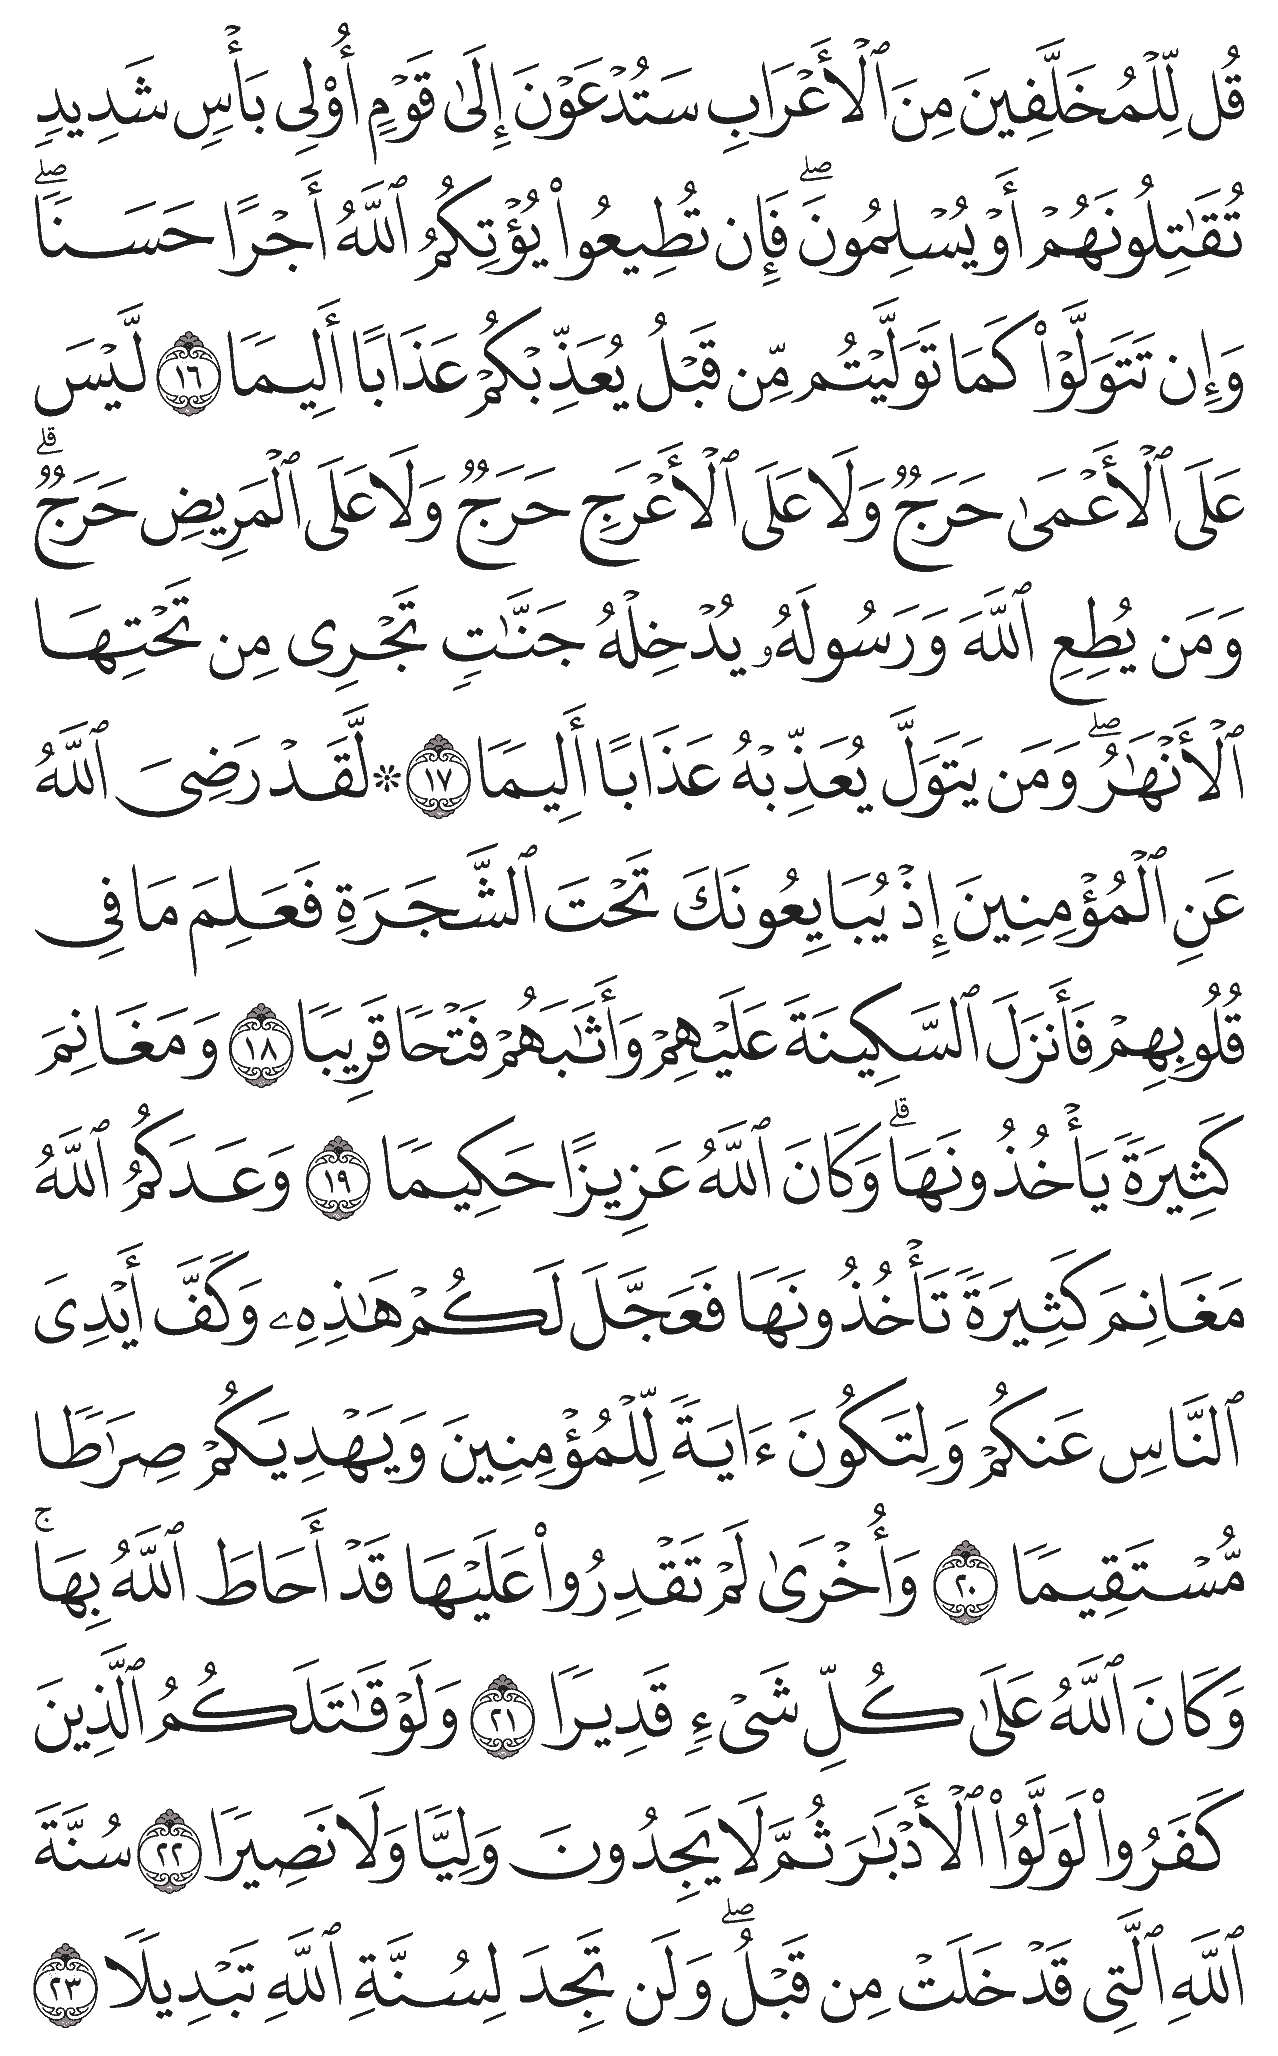 قُل لِّلْمُخَلَّفِينَ مِنَ ٱلْأَعْرَابِ سَتُدْعَوْنَ إِلَىٰ قَوْمٍ أُوْلِى بَأْسٍ شَدِيدٍ
تُقَٰتِلُونَهُمْ أَوْ يُسْلِمُونَ ۖ فَإِن تُطِيعُوا۟ يُؤْتِكُمُ ٱللَّهُ أَجْرًا حَسَنًا ۖ
وَإِن تَتَوَلَّوْا۟ كَمَا تَوَلَّيْتُم مِّن قَبْلُ يُعَذِّبْكُمْ عَذَابًا أَلِيمًا ١٦ لَّيْسَ
عَلَى ٱلْأَعْمَىٰ حَرَجٌ وَلَا عَلَى ٱلْأَعْرَجِ حَرَجٌ وَلَا عَلَى ٱلْمَرِيضِ حَرَجٌ ۗ
وَمَن يُطِعِ ٱللَّهَ وَرَسُولَهُۥ يُدْخِلْهُ جَنَّٰتٍ تَجْرِى مِن تَحْتِهَا
ٱلْأَنْهَٰرُ ۖ وَمَن يَتَوَلَّ يُعَذِّبْهُ عَذَابًا أَلِيمًا ١٧ ۞ لَّقَدْ رَضِىَ ٱللَّهُ
عَنِ ٱلْمُؤْمِنِينَ إِذْ يُبَايِعُونَكَ تَحْتَ ٱلشَّجَرَةِ فَعَلِمَ مَا فِى
قُلُوبِهِمْ فَأَنزَلَ ٱلسَّكِينَةَ عَلَيْهِمْ وَأَثَٰبَهُمْ فَتْحًا قَرِيبًا ١٨ وَمَغَانِمَ
كَثِيرَةً يَأْخُذُونَهَا ۗ وَكَانَ ٱللَّهُ عَزِيزًا حَكِيمًا ١٩ وَعَدَكُمُ ٱللَّهُ
مَغَانِمَ كَثِيرَةً تَأْخُذُونَهَا فَعَجَّلَ لَكُمْ هَٰذِهِۦ وَكَفَّ أَيْدِىَ
ٱلنَّاسِ عَنكُمْ وَلِتَكُونَ ءَايَةً لِّلْمُؤْمِنِينَ وَيَهْدِيَكُمْ صِرَٰطًا
مُّسْتَقِيمًا ٢٠ وَأُخْرَىٰ لَمْ تَقْدِرُوا۟ عَلَيْهَا قَدْ أَحَاطَ ٱللَّهُ بِهَا ۚ
وَكَانَ ٱللَّهُ عَلَىٰ كُلِّ شَىْءٍ قَدِيرًا ٢١ وَلَوْ قَٰتَلَكُمُ ٱلَّذِينَ
كَفَرُوا۟ لَوَلَّوُا۟ ٱلْأَدْبَٰرَ ثُمَّ لَا يَجِدُونَ وَلِيًّا وَلَا نَصِيرًا ٢٢ سُنَّةَ
ٱللَّهِ ٱلَّتِى قَدْ خَلَتْ مِن قَبْلُ ۖ وَلَن تَجِدَ لِسُنَّةِ ٱللَّهِ تَبْدِيلًا ٢٣